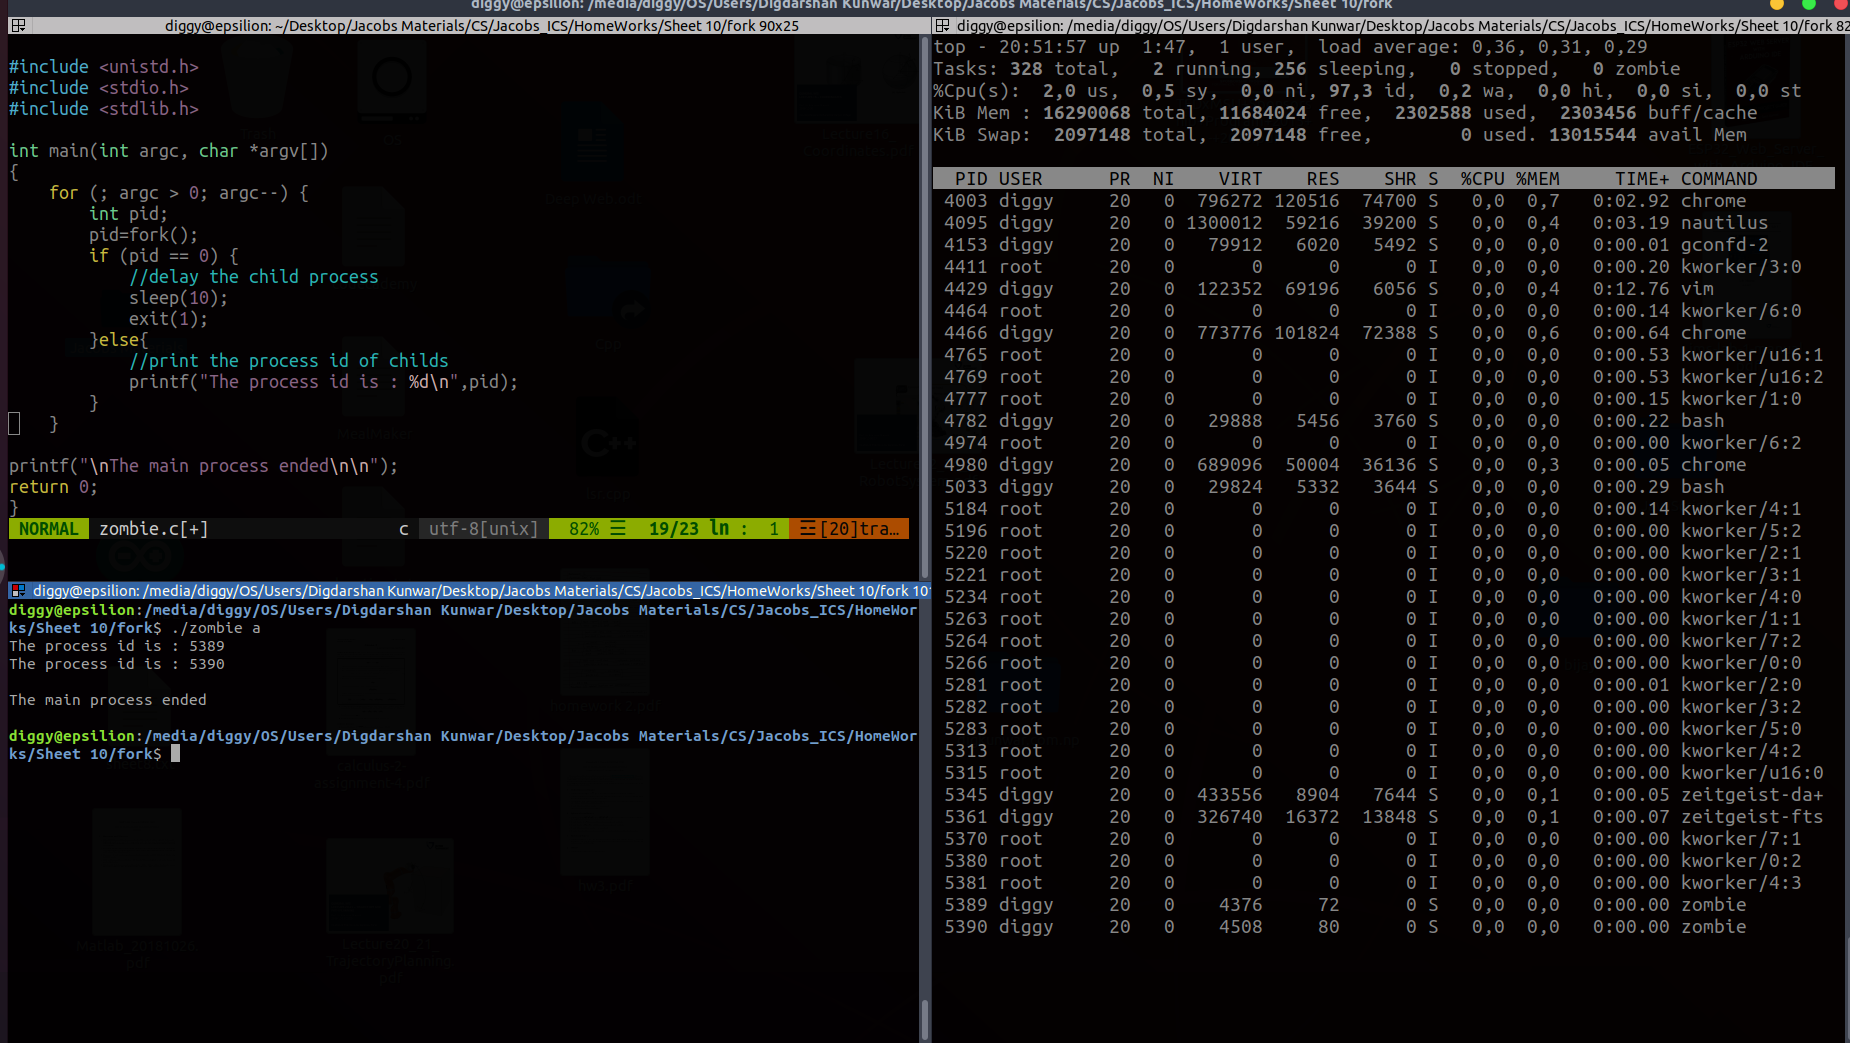 diggy@epsilion: /media/diggy/OS/Users/Digdarshan Kunwar/Desktop/Jacobs Materials/CS/Jacobs_ICS/HomeWorks/Sheet 10/fork
diggy@epsilion: ~/Desktop/Jacobs Materials/CS/Jacobs_ICS/HomeWorks/Sheet 10/fork 90x25
#include <unistd.h>
#include <stdio.h>
#include <stdlib.h>
int main(int argc, char *argv[])
{
    for (; argc > 0; argc--) {
        int pid;
        pid=fork();
        if (pid == 0) {
            //delay the child process
            sleep(10);
            exit(1);
        }else{
            //print the process id of childs
            printf("The process id is : %d\n",pid);
        }
    }
printf("\nThe main process ended\n\n");
return 0;
}
NORMAL zombie.c[+] c utf-8[unix] 82% ☰ 19/23 ln : 1 ☲[20]tra…
diggy@epsilion: /media/diggy/OS/Users/Digdarshan Kunwar/Desktop/Jacobs Materials/CS/Jacobs_ICS/HomeWorks/Sheet 10/fork 10
diggy@epsilion:/media/diggy/OS/Users/Digdarshan Kunwar/Desktop/Jacobs Materials/CS/Jacobs_ICS/HomeWor
ks/Sheet 10/fork$ ./zombie a
The process id is : 5389
The process id is : 5390
The main process ended
diggy@epsilion:/media/diggy/OS/Users/Digdarshan Kunwar/Desktop/Jacobs Materials/CS/Jacobs_ICS/HomeWor
ks/Sheet 10/fork$
diggy@epsilion: /media/diggy/OS/Users/Digdarshan Kunwar/Desktop/Jacobs Materials/CS/Jacobs_ICS/HomeWorks/Sheet 10/fork 82
top - 20:51:57 up 1:47, 1 user, load average: 0,36, 0,31, 0,29
Tasks: 328 total, 2 running, 256 sleeping, 0 stopped, 0 zombie
%Cpu(s): 2,0 us, 0,5 sy, 0,0 ni, 97,3 id, 0,2 wa, 0,0 hi, 0,0 si, 0,0 st
KiB Mem : 16290068 total, 11684024 free, 2302588 used, 2303456 buff/cache
KiB Swap: 2097148 total, 2097148 free, 0 used. 13015544 avail Mem
PID USER PR NI VIRT RES SHR S %CPU %MEM TIME+ COMMAND
4003 diggy 20 0 796272 120516 74700 S 0,0 0,7 0:02.92 chrome
4095 diggy 20 0 1300012 59216 39200 S 0,0 0,4 0:03.19 nautilus
4153 diggy 20 0 79912 6020 5492 S 0,0 0,0 0:00.01 gconfd-2
4411 root 20 0 0 0 0 I 0,0 0,0 0:00.20 kworker/3:0
4429 diggy 20 0 122352 69196 6056 S 0,0 0,4 0:12.76 vim
4464 root 20 0 0 0 0 I 0,0 0,0 0:00.14 kworker/6:0
4466 diggy 20 0 773776 101824 72388 S 0,0 0,6 0:00.64 chrome
4765 root 20 0 0 0 0 I 0,0 0,0 0:00.53 kworker/u16:1
4769 root 20 0 0 0 0 I 0,0 0,0 0:00.53 kworker/u16:2
4777 root 20 0 0 0 0 I 0,0 0,0 0:00.15 kworker/1:0
4782 diggy 20 0 29888 5456 3760 S 0,0 0,0 0:00.22 bash
4974 root 20 0 0 0 0 I 0,0 0,0 0:00.00 kworker/6:2
4980 diggy 20 0 689096 50004 36136 S 0,0 0,3 0:00.05 chrome
5033 diggy 20 0 29824 5332 3644 S 0,0 0,0 0:00.29 bash
5184 root 20 0 0 0 0 I 0,0 0,0 0:00.14 kworker/4:1
5196 root 20 0 0 0 0 I 0,0 0,0 0:00.00 kworker/5:2
5220 root 20 0 0 0 0 I 0,0 0,0 0:00.00 kworker/2:1
5221 root 20 0 0 0 0 I 0,0 0,0 0:00.00 kworker/3:1
5234 root 20 0 0 0 0 I 0,0 0,0 0:00.00 kworker/4:0
5263 root 20 0 0 0 0 I 0,0 0,0 0:00.00 kworker/1:1
5264 root 20 0 0 0 0 I 0,0 0,0 0:00.00 kworker/7:2
5266 root 20 0 0 0 0 I 0,0 0,0 0:00.00 kworker/0:0
5281 root 20 0 0 0 0 I 0,0 0,0 0:00.01 kworker/2:0
5282 root 20 0 0 0 0 I 0,0 0,0 0:00.00 kworker/3:2
5283 root 20 0 0 0 0 I 0,0 0,0 0:00.00 kworker/5:0
5313 root 20 0 0 0 0 I 0,0 0,0 0:00.00 kworker/4:2
5315 root 20 0 0 0 0 I 0,0 0,0 0:00.00 kworker/u16:0
5345 diggy 20 0 433556 8904 7644 S 0,0 0,1 0:00.05 zeitgeist-da+
5361 diggy 20 0 326740 16372 13848 S 0,0 0,1 0:00.07 zeitgeist-fts
5370 root 20 0 0 0 0 I 0,0 0,0 0:00.00 kworker/7:1
5380 root 20 0 0 0 0 I 0,0 0,0 0:00.00 kworker/0:2
5381 root 20 0 0 0 0 I 0,0 0,0 0:00.00 kworker/4:3
5389 diggy 20 0 4376 72 0 S 0,0 0,0 0:00.00 zombie
5390 diggy 20 0 4508 80 0 S 0,0 0,0 0:00.00 zombie